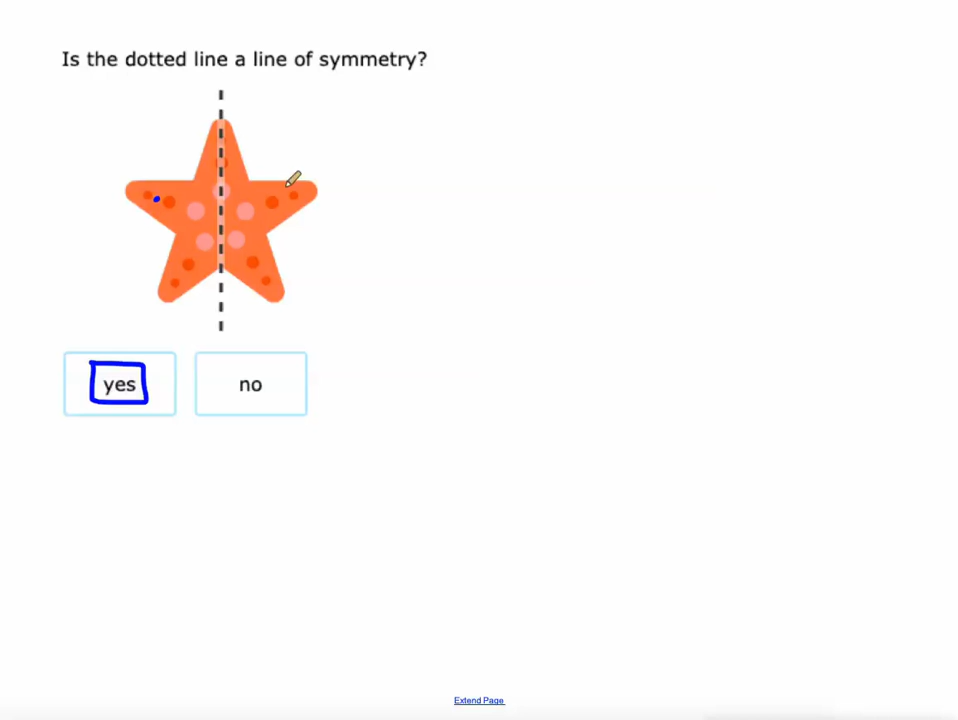 Is the dotted line a line of symmetry?
yes
no
Extend Page